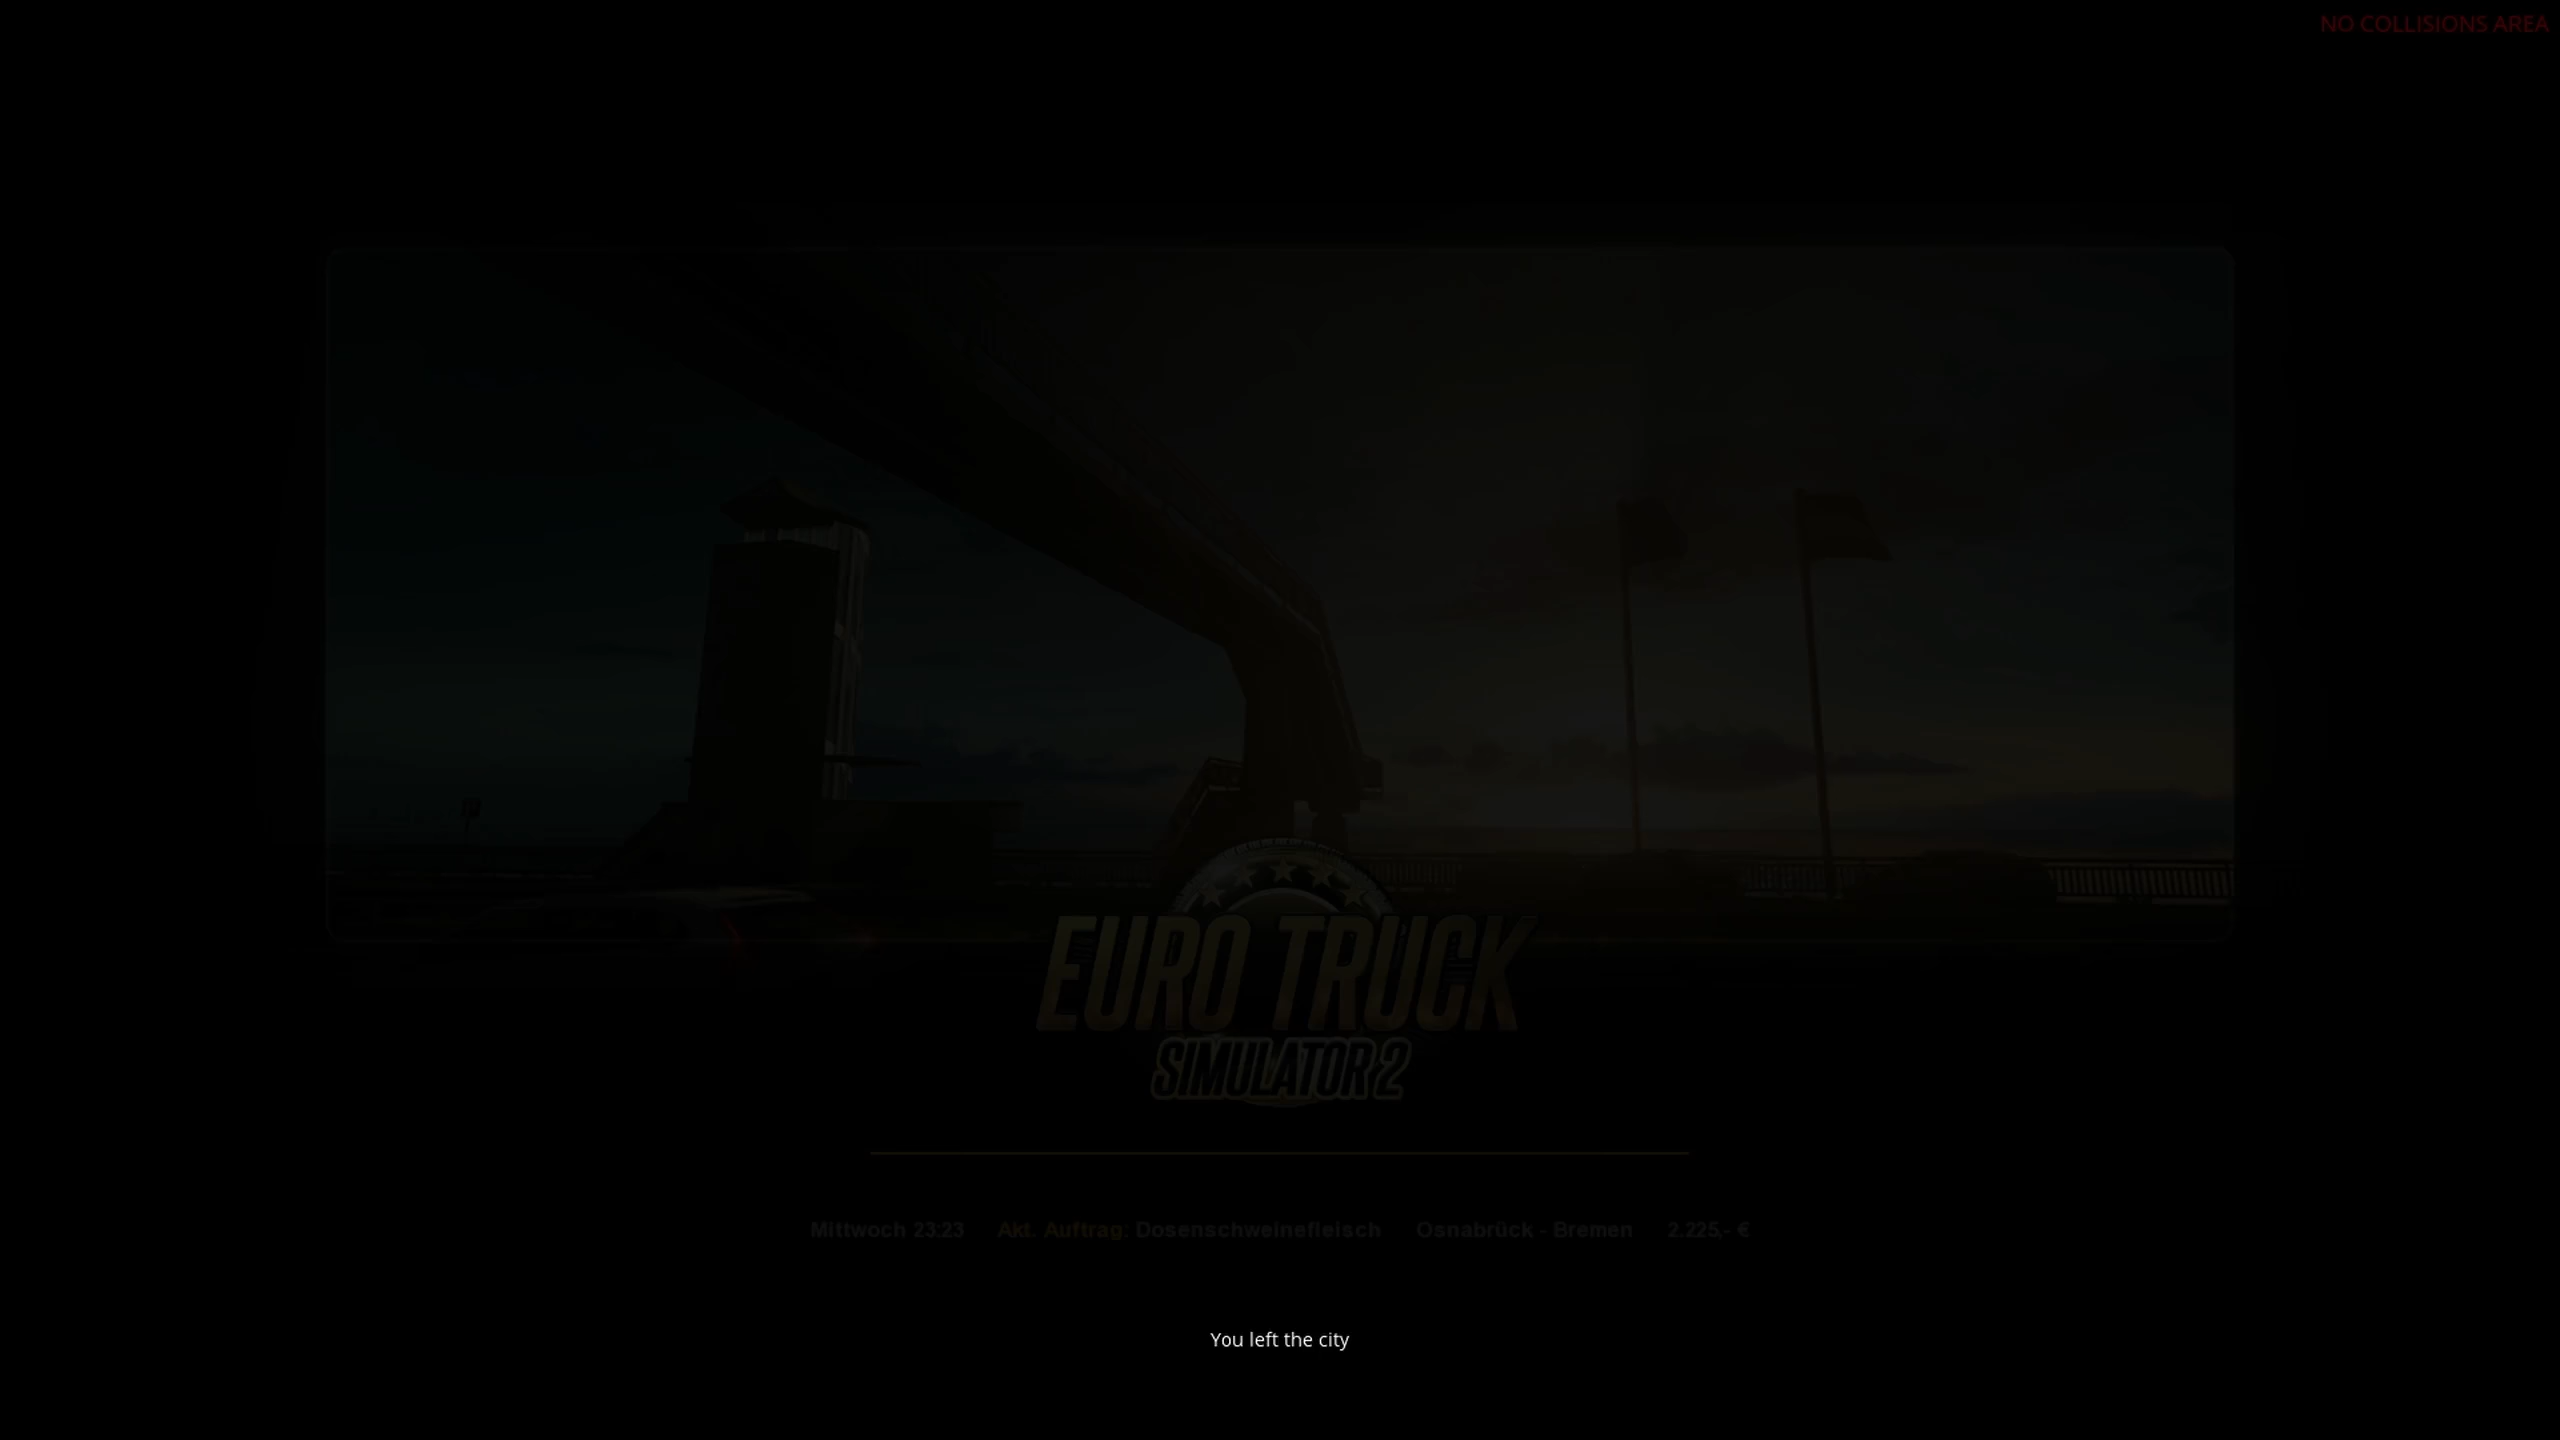 NO COLLISIONS AREA
EURO TRUCK
SIMULATOR 2
Mittwoch 23:23 Akt. Auftrag: Dosenschweinefleisch Osnabrück - Bremen 2.225,- €
You left the city